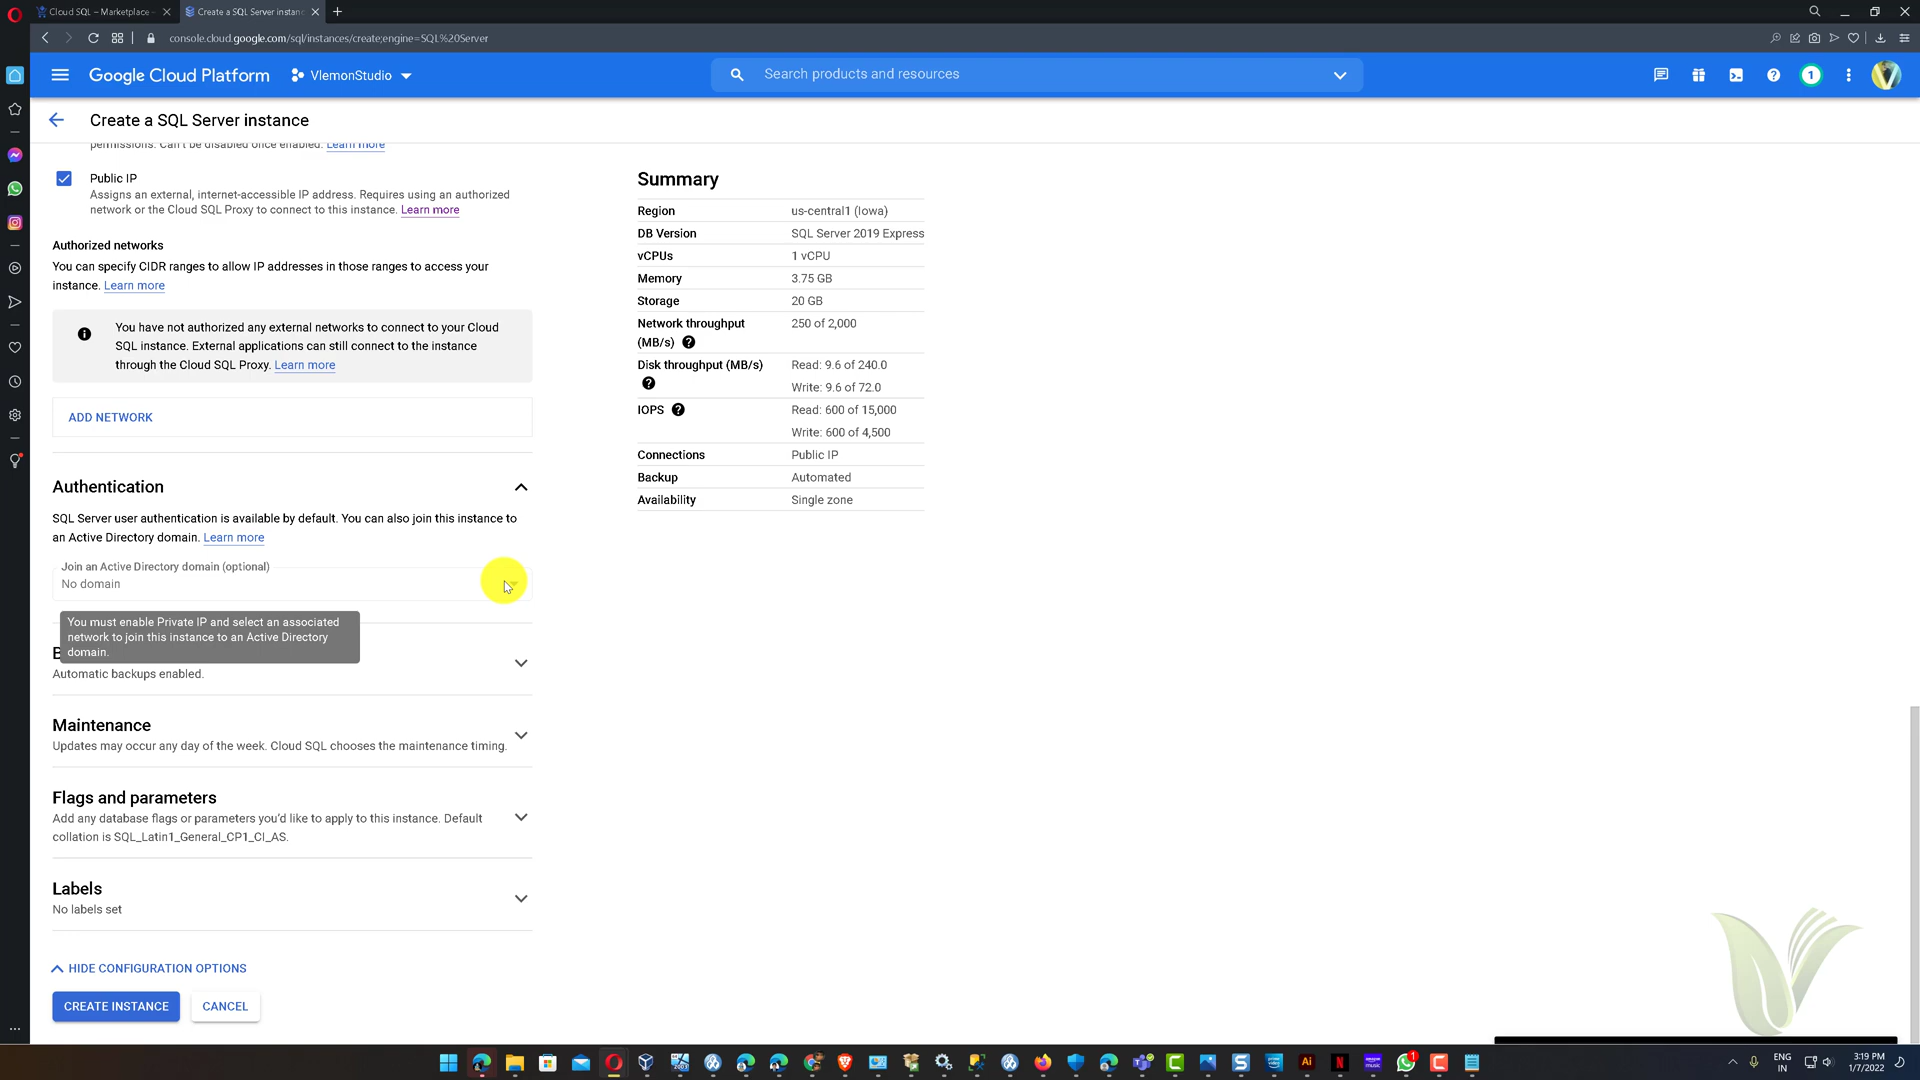 Cloud SQL – Marketplace
Create a SQL Server instan
console.cloud.google.com/sql/instances/create;engine=SQL%20Server
Google Cloud Platform
VlemonStudio
Search products and resources
1
Create a SQL Server instance
permissions. Can't be disabled once enabled. Learn more
Public IP
Assigns an external, internet-accessible IP address. Requires using an authorized
network or the Cloud SQL Proxy to connect to this instance. Learn more
Authorized networks
You can specify CIDR ranges to allow IP addresses in those ranges to access your
instance. Learn more
You have not authorized any external networks to connect to your Cloud
SQL instance. External applications can still connect to the instance
through the Cloud SQL Proxy. Learn more
ADD NETWORK
Authentication
SQL Server user authentication is available by default. You can also join this instance to
an Active Directory domain. Learn more
Join an Active Directory domain (optional)
No domain
You must enable Private IP and select an associated
network to join this instance to an Active Directory
domain.
Automatic backups enabled.
Maintenance
Updates may occur any day of the week. Cloud SQL chooses the maintenance timing.
Flags and parameters
Add any database flags or parameters you'd like to apply to this instance. Default
collation is SQL_Latin1_General_CP1_CI_AS.
Labels
No labels set
HIDE CONFIGURATION OPTIONS
CREATE INSTANCE
CANCEL
Summary
Region us-central1 (Iowa)
DB Version SQL Server 2019 Express
vCPUs 1 vCPU
Memory 3.75 GB
Storage 20 GB
Network throughput 250 of 2,000
(MB/s)
Disk throughput (MB/s) Read: 9.6 of 240.0
Write: 9.6 of 72.0
IOPS Read: 600 of 15,000
Write: 600 of 4,500
Connections Public IP
Backup Automated
Availability Single zone
ENG
IN
3:19 PM
1/7/2022